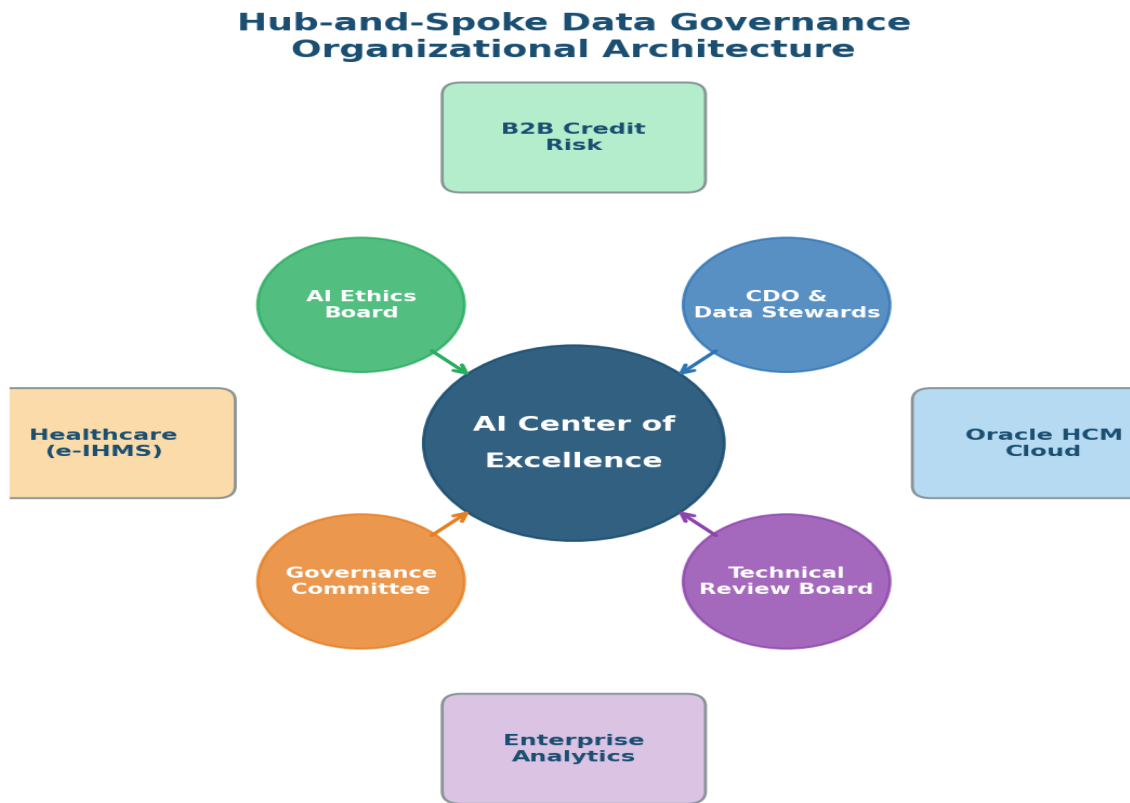 Hub-and-Spoke Data Governance
Organizational Architecture
B2B Credit
Risk
AI Ethics
Board
CDO &
Data Stewards
Healthcare
(e-IHMS)
AI Center of
Excellence
Oracle HCM
Cloud
Governance
Committee
Technical
Review Board
Enterprise
Analytics